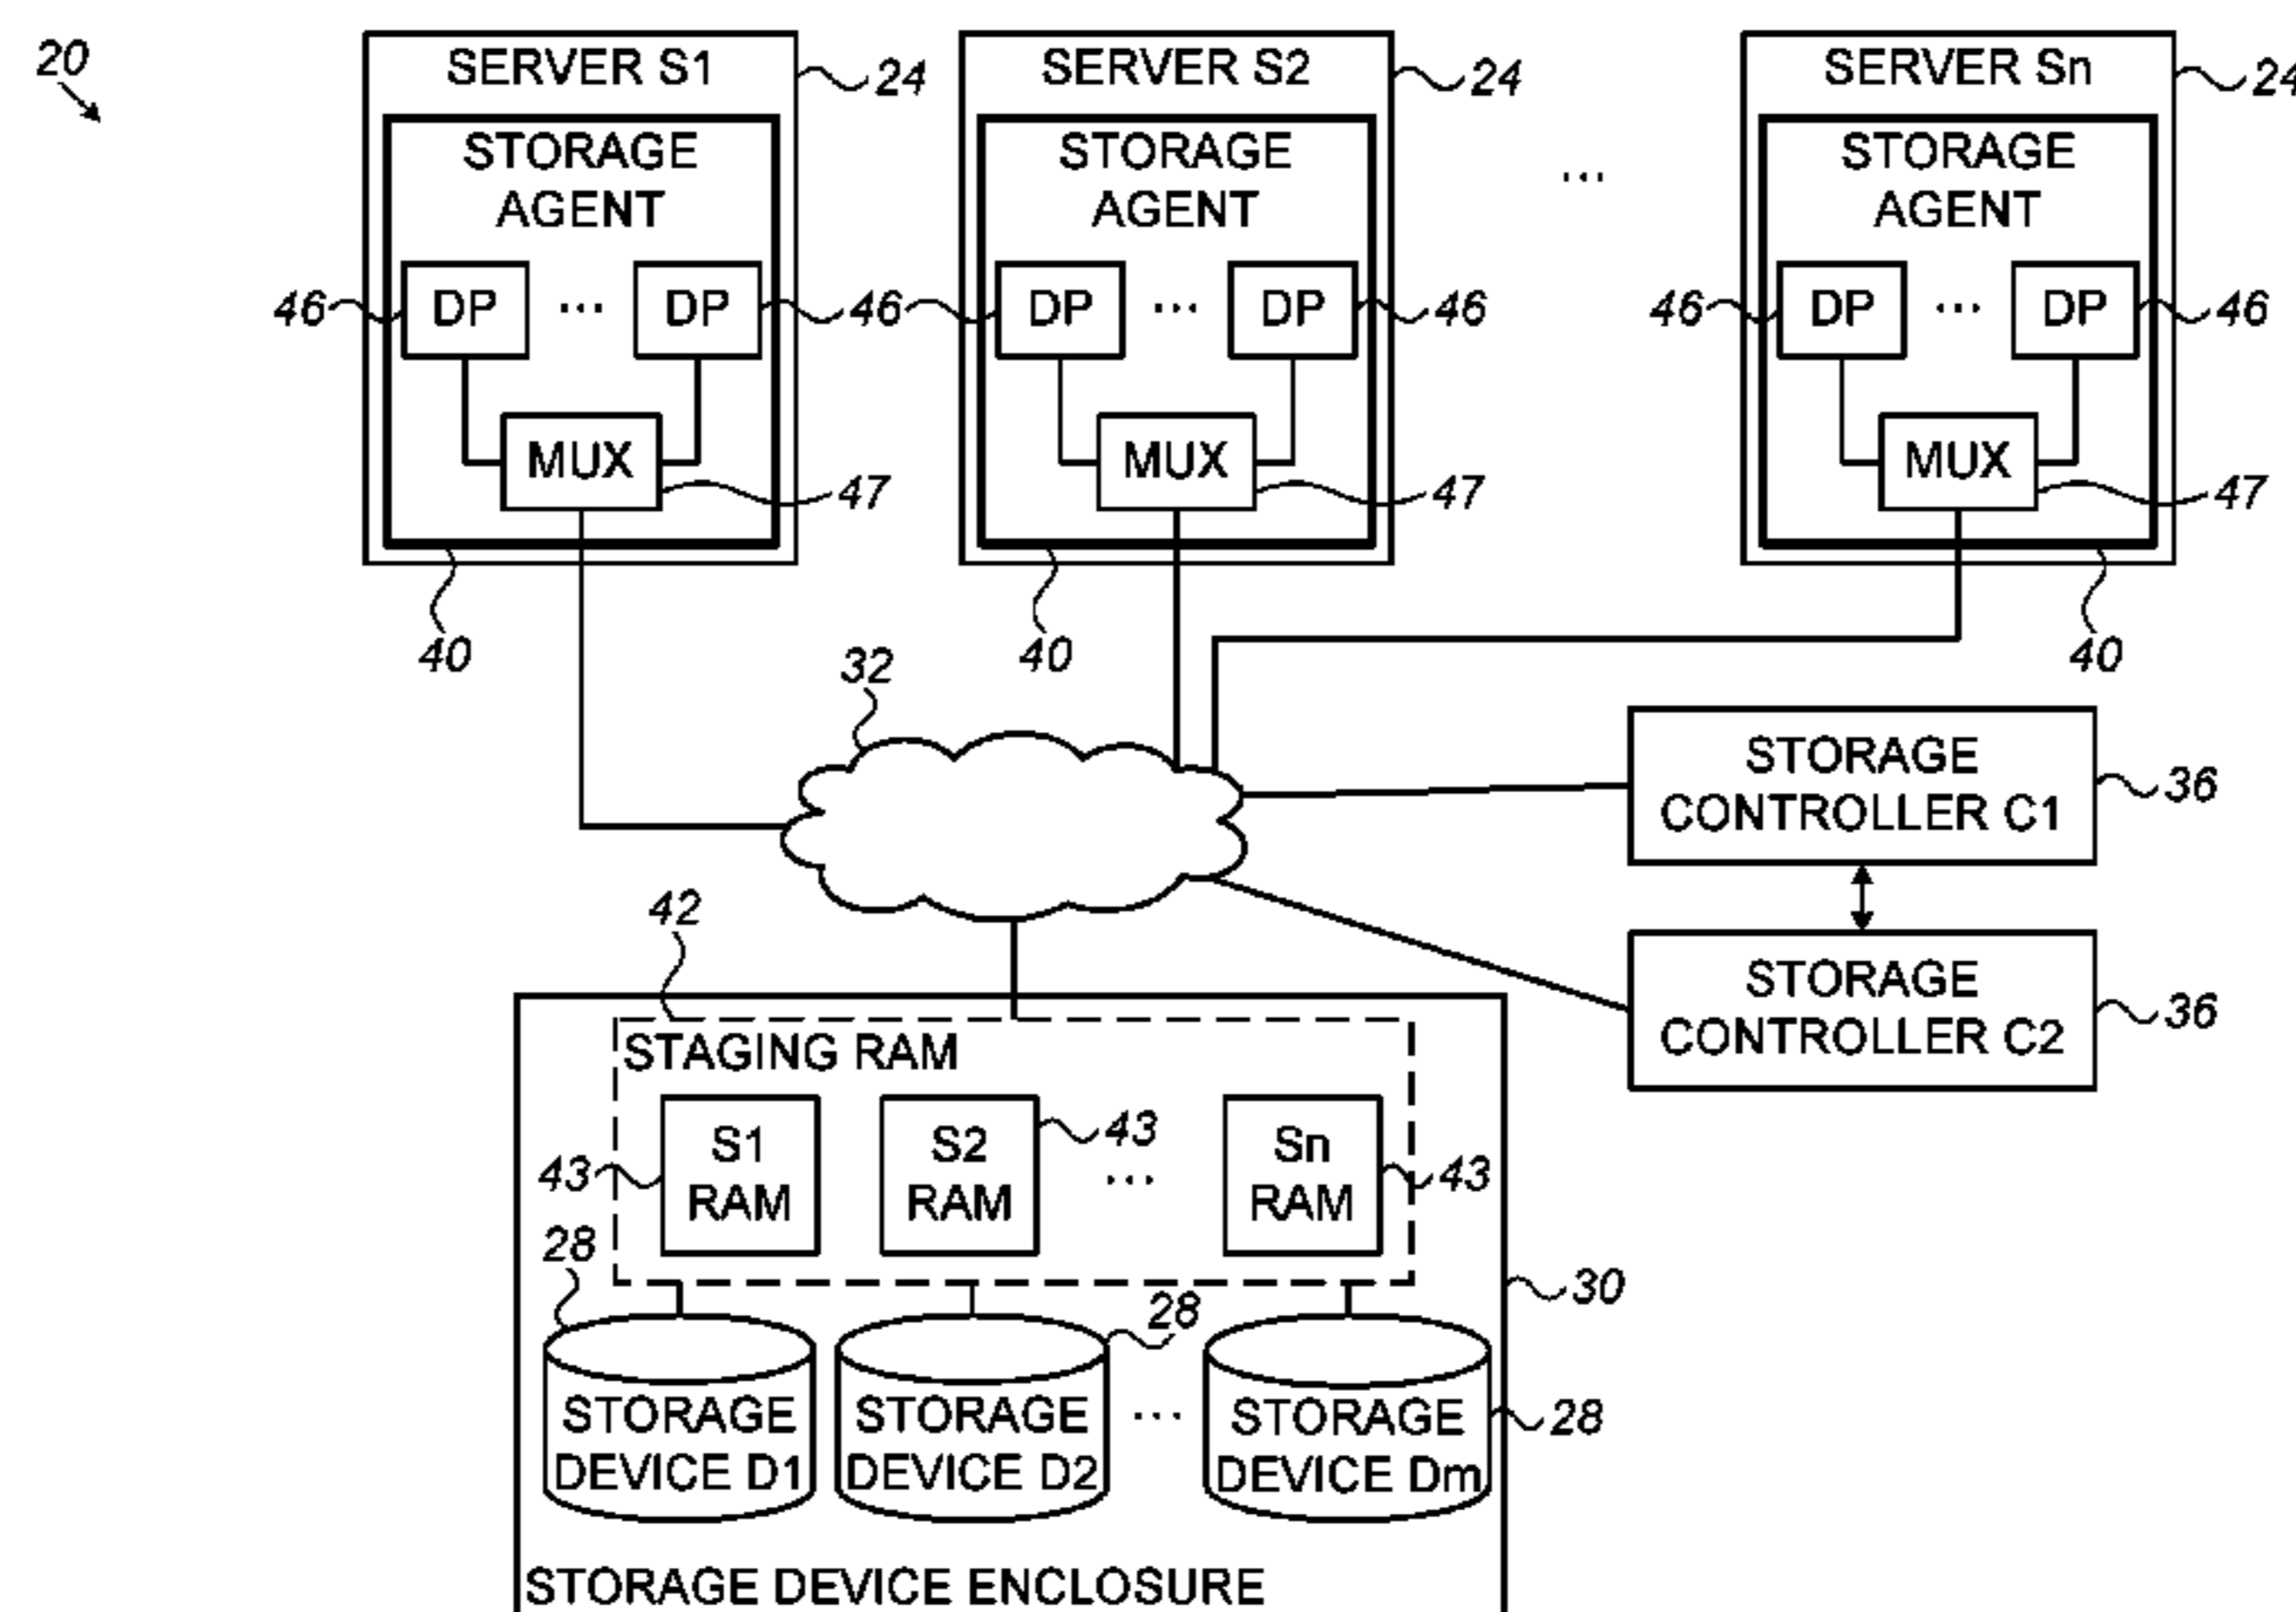 20
SERVER S1
24
SERVER S2
24
SERVER Sn
24
STORAGE
AGENT
STORAGE
AGENT
...
STORAGE
AGENT
46
DP
...
DP
46
DP
...
DP
46
46
DP
...
DP
46
MUX
47
MUX
47
MUX
47
40
40
40
32
STORAGE
CONTROLLER C1
36
STORAGE
CONTROLLER C2
36
42
STAGING RAM
43
S1
RAM
S2
RAM
43
...
Sn
RAM
43
28
28
30
STORAGE
DEVICE D1
STORAGE
DEVICE D2
...
STORAGE
DEVICE Dm
28
STORAGE DEVICE ENCLOSURE